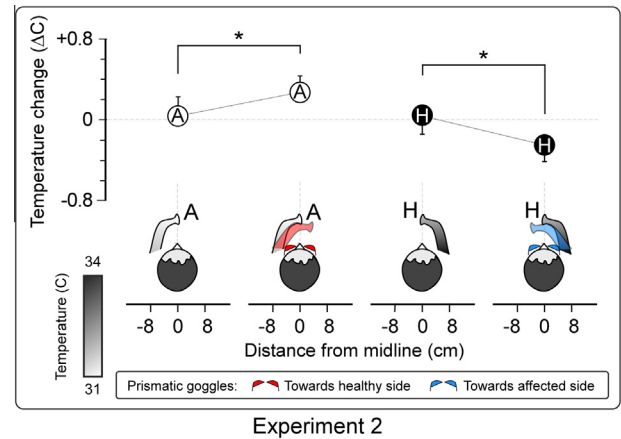 +0.8
0
-0.8
Temperature change (ΔC)
*
*
A
A
H
H
A
A
H
H
34
31
Temperature (C)
-8 0 8
-8 0 8
-8 0 8
-8 0 8
Distance from midline (cm)
Prismatic goggles: Towards healthy side Towards affected side
Experiment 2